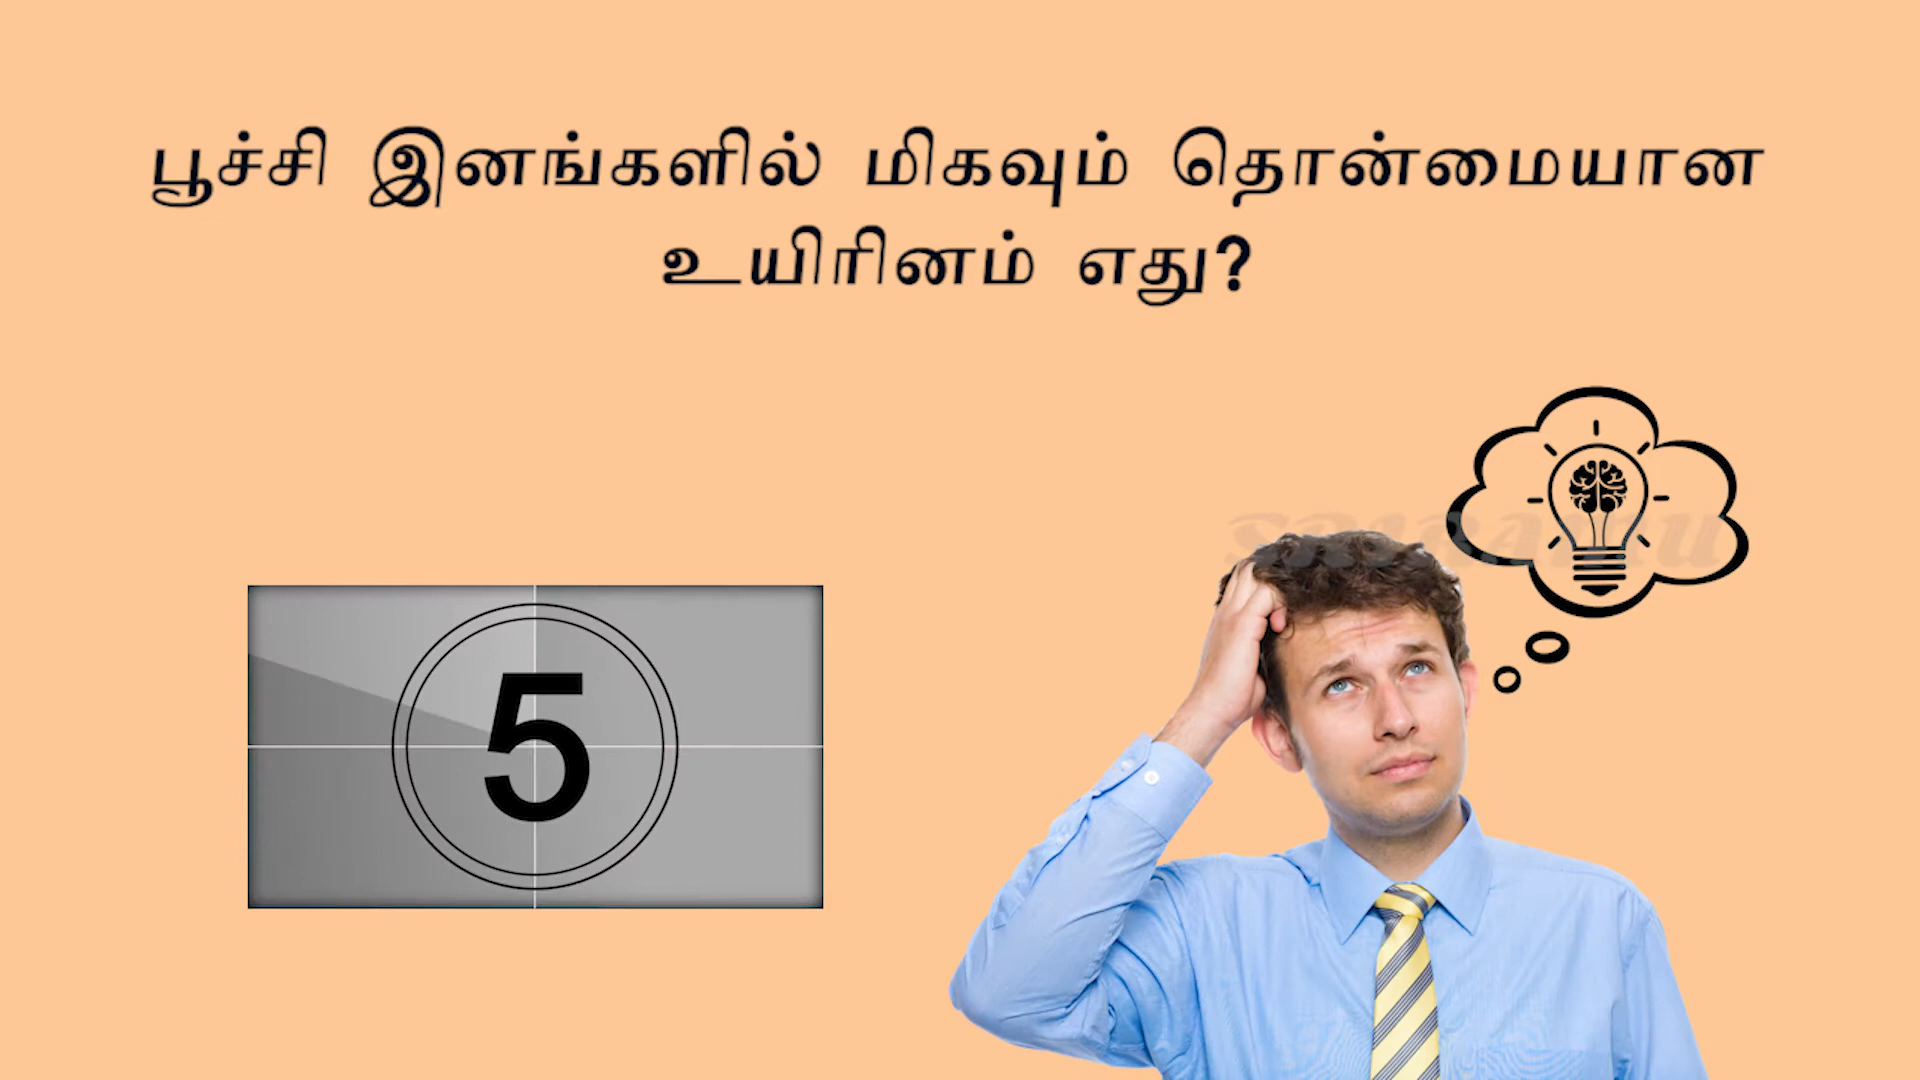 பூச்சி இனங்களில் மிகவும் தொன்மையான
உயிரினம் எது?
5